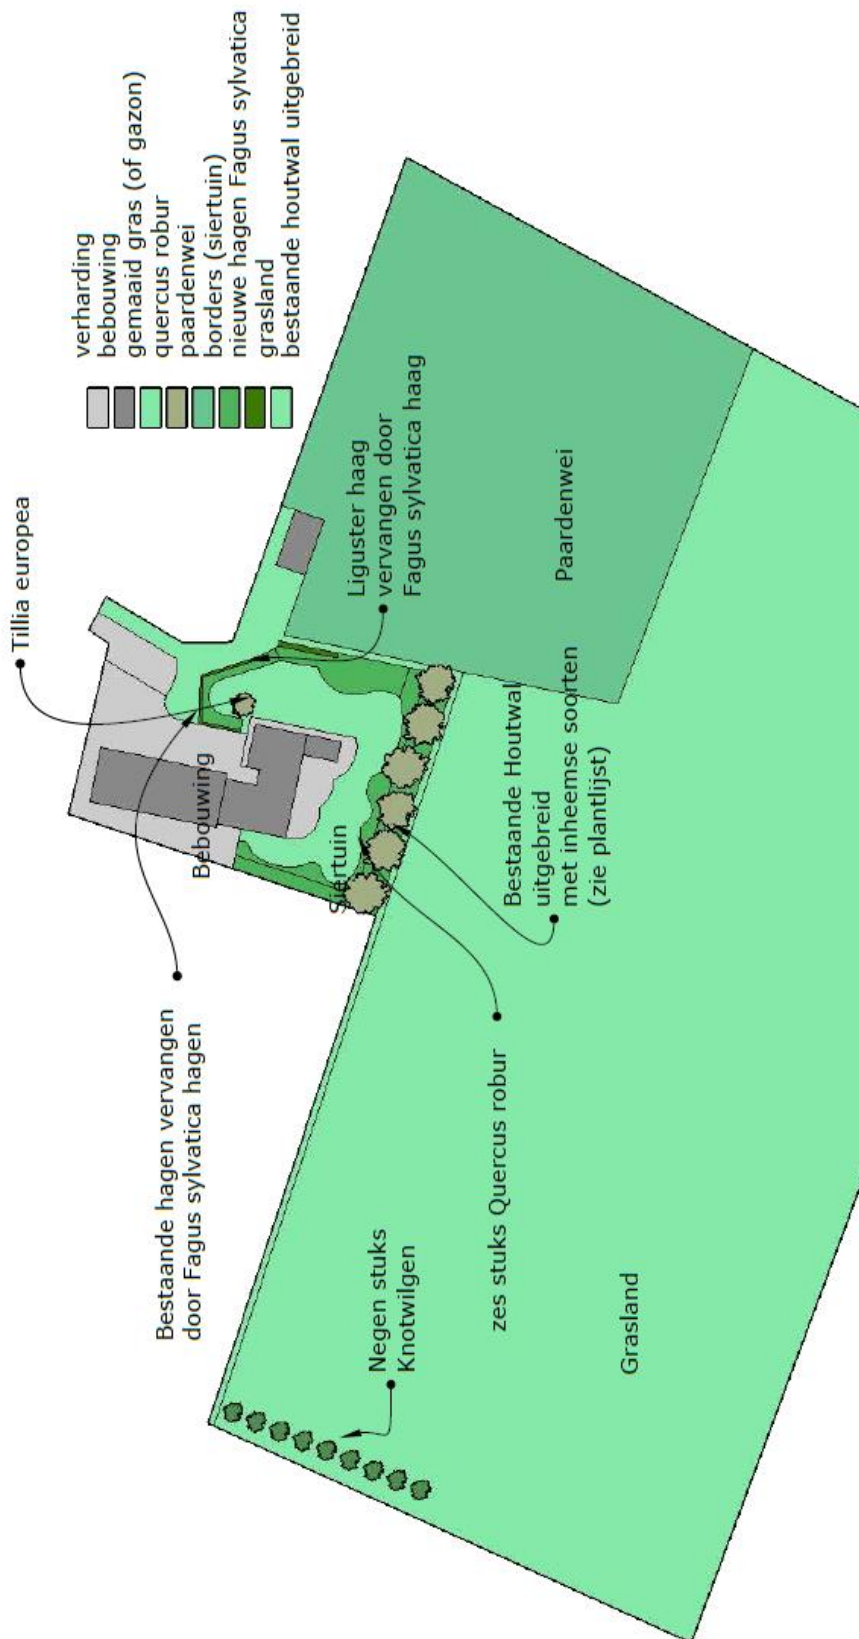 verharding
bebouwing
gemaaid gras (of gazon)
quercus robur
paardenwei
borders (siertuin)
nieuwe hagen Fagus sylvatica
grasland
bestaande houtwal uitgebreid
Tillia europea
Liguster haag
vervangen door
Fagus sylvatica haag
Paardenwei
Bebouwing
Siertuin
Bestaande Houtwal
uitgebreid
met inheemse soorten
(zie plantlijst)
Bestaande hagen vervangen
door Fagus sylvatica hagen
zes stuks Quercus robur
Negen stuks
Knotwilgen
Grasland